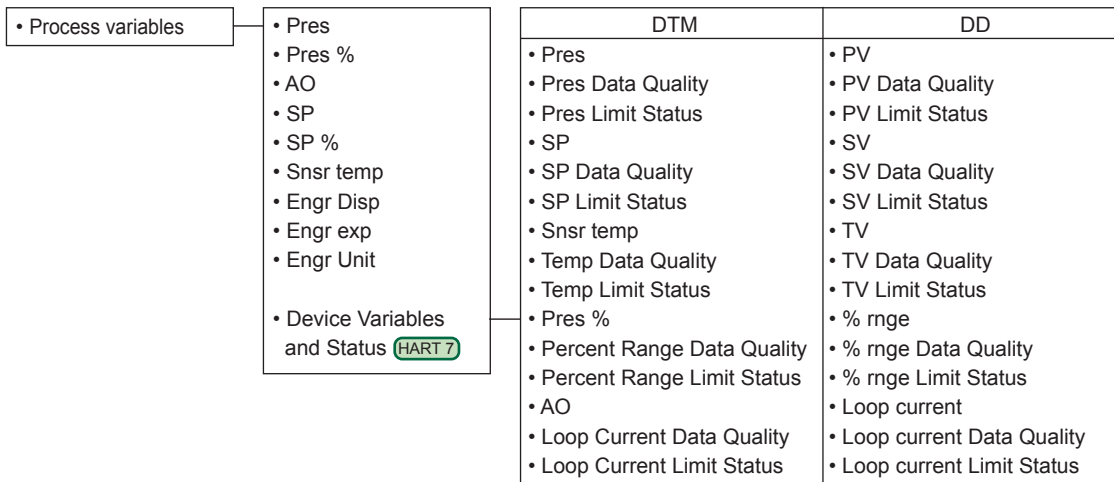 • Process variables
• Pres
• Pres %
• AO
• SP
• SP %
• Snsr temp
• Engr Disp
• Engr exp
• Engr Unit
• Device Variables
and Status HART 7
DTM
• Pres
• Pres Data Quality
• Pres Limit Status
• SP
• SP Data Quality
• SP Limit Status
• Snsr temp
• Temp Data Quality
• Temp Limit Status
• Pres %
• Percent Range Data Quality
• Percent Range Limit Status
• AO
• Loop Current Data Quality
• Loop Current Limit Status
DD
• PV
• PV Data Quality
• PV Limit Status
• SV
• SV Data Quality
• SV Limit Status
• TV
• TV Data Quality
• TV Limit Status
• % rnge
• % rnge Data Quality
• % rnge Limit Status
• Loop current
• Loop current Data Quality
• Loop current Limit Status